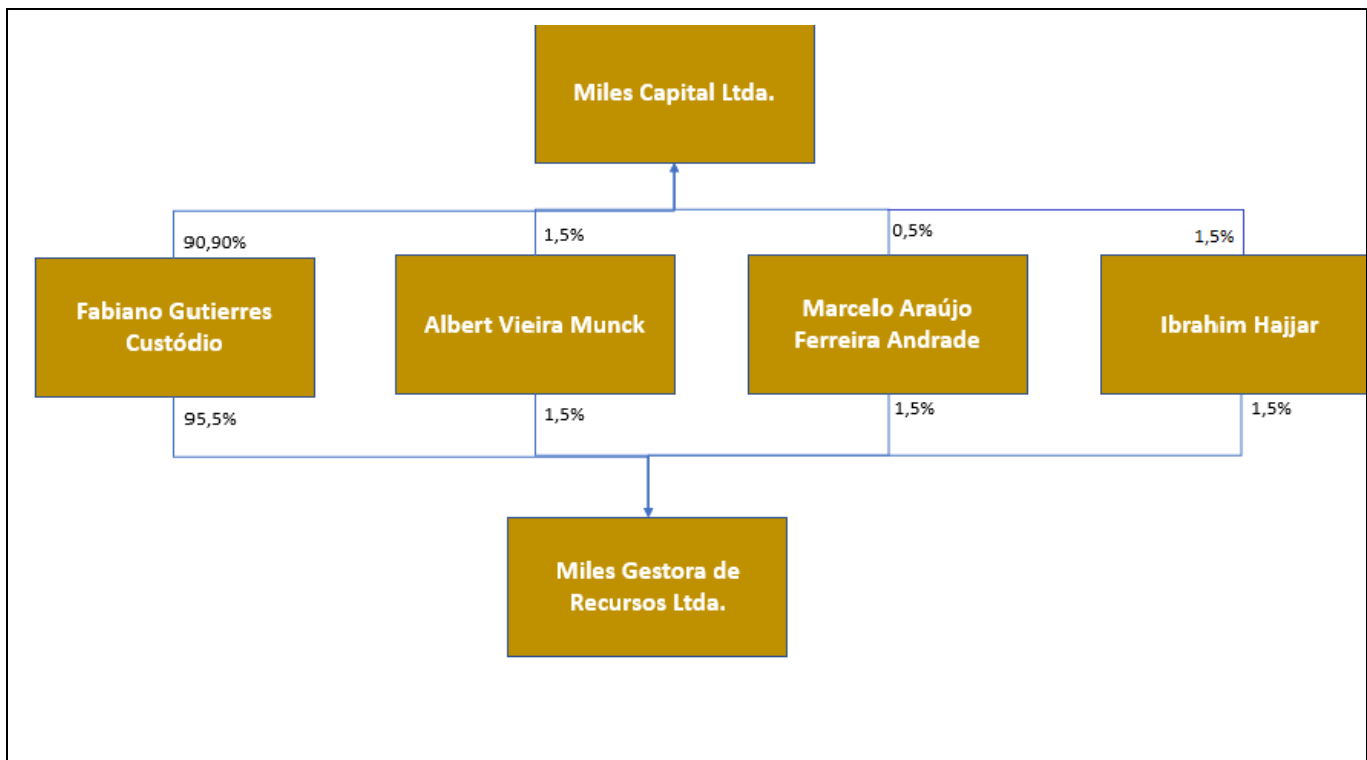 Miles Capital Ltda.
90,90%
1,5%
0,5%
1,5%
Fabiano Gutierres
Custódio
Albert Vieira Munck
Marcelo Araújo
Ferreira Andrade
Ibrahim Hajjar
95,5%
1,5%
1,5%
1,5%
Miles Gestora de
Recursos Ltda.